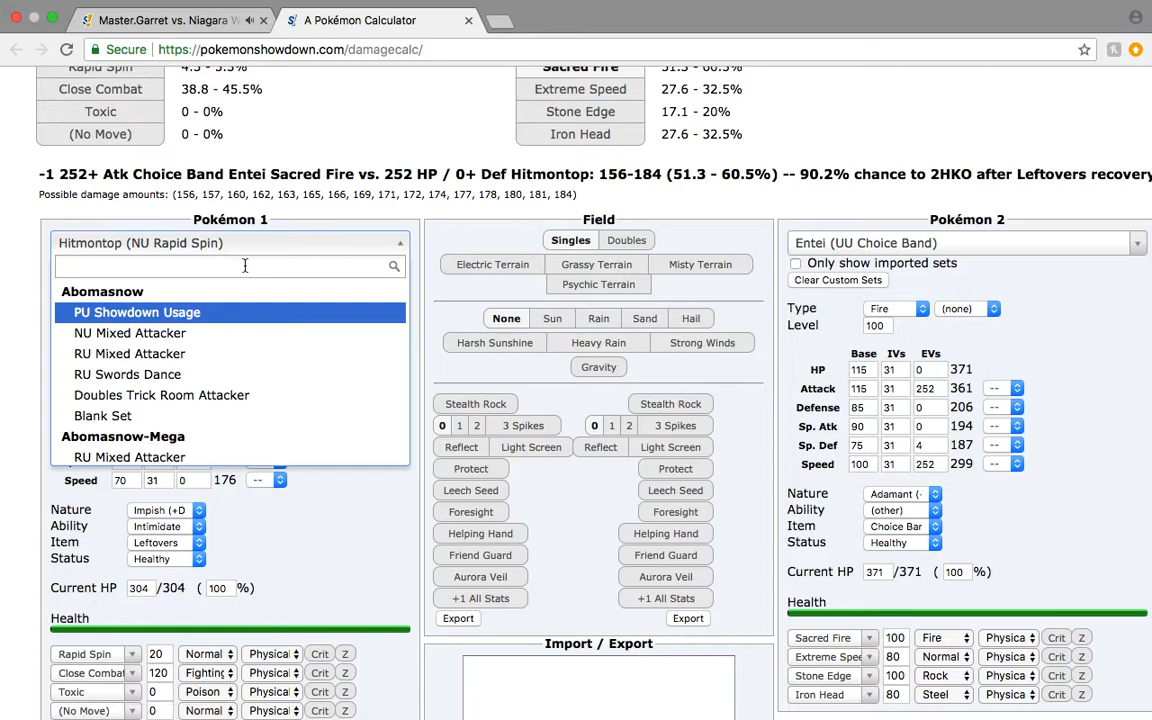 Master.Garret vs. Niagara W
A Pokémon Calculator
Secure https://pokemonshowdown.com/damagecalc/
Close Combat 38.8 - 45.5%
Toxic 0 - 0%
(No Move) 0 - 0%
Sacred Fire 51.3 - 60.5%
Extreme Speed 27.6 - 32.5%
Stone Edge 17.1 - 20%
Iron Head 27.6 - 32.5%
-1 252+ Atk Choice Band Entei Sacred Fire vs. 252 HP / 0+ Def Hitmontop: 156-184 (51.3 - 60.5%) -- 90.2% chance to 2HKO after Leftovers recovery
Possible damage amounts: (156, 157, 160, 162, 163, 165, 166, 169, 171, 172, 174, 177, 178, 180, 181, 184)
Pokémon 1
Hitmontop (NU Rapid Spin)
Abomasnow
PU Showdown Usage
NU Mixed Attacker
RU Mixed Attacker
RU Swords Dance
Doubles Trick Room Attacker
Blank Set
Abomasnow-Mega
RU Mixed Attacker
Speed 70 31 0 176 --
Nature Impish (+D
Ability Intimidate
Item Leftovers
Status Healthy
Current HP 304 /304 ( 100 %)
Health
Rapid Spin 20 Normal Physical Crit Z
Close Combat 120 Fighting Physical Crit Z
Toxic 0 Poison Physical Crit Z
(No Move) 0 Normal Physical Crit Z
Field
Singles Doubles
Electric Terrain Grassy Terrain Misty Terrain
Psychic Terrain
None Sun Rain Sand Hail
Harsh Sunshine Heavy Rain Strong Winds
Gravity
Stealth Rock Stealth Rock
0 1 2 3 Spikes 0 1 2 3 Spikes
Reflect Light Screen Reflect Light Screen
Protect Protect
Leech Seed Leech Seed
Foresight Foresight
Helping Hand Helping Hand
Friend Guard Friend Guard
Aurora Veil Aurora Veil
+1 All Stats +1 All Stats
Export Export
Import / Export
Pokémon 2
Entei (UU Choice Band)
Only show imported sets
Clear Custom Sets
Type Fire (none)
Level 100
Base IVs EVs
HP 115 31 0 371
Attack 115 31 252 361 --
Defense 85 31 0 206 --
Sp. Atk 90 31 0 194 --
Sp. Def 75 31 4 187 --
Speed 100 31 252 299 --
Nature Adamant (-
Ability (other)
Item Choice Bar
Status Healthy
Current HP 371 /371 ( 100 %)
Health
Sacred Fire 100 Fire Physica Crit Z
Extreme Spee 80 Normal Physica Crit Z
Stone Edge 100 Rock Physica Crit Z
Iron Head 80 Steel Physica Crit Z